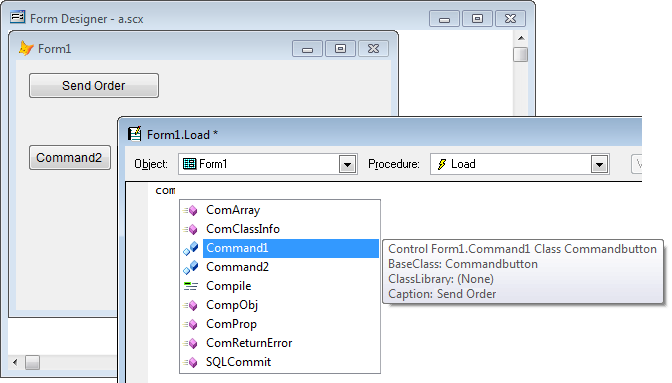 Form Designer - a.scx
Form1
Send Order
Command2
Form1.Load *
Object: Form1 Procedure: Load
com
ComArray
ComClassInfo
Command1
Command2
Compile
CompObj
ComProp
ComReturnError
SQLCommit
Control Form1.Command1 Class Commandbutton
BaseClass: Commandbutton
ClassLibrary: (None)
Caption: Send Order